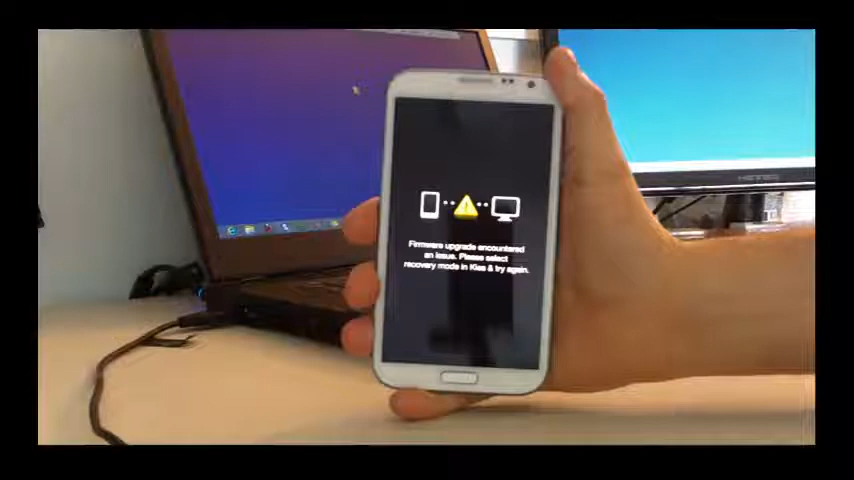 Firmware upgrade encountered
an issue. Please select
recovery mode in Kies & try again.